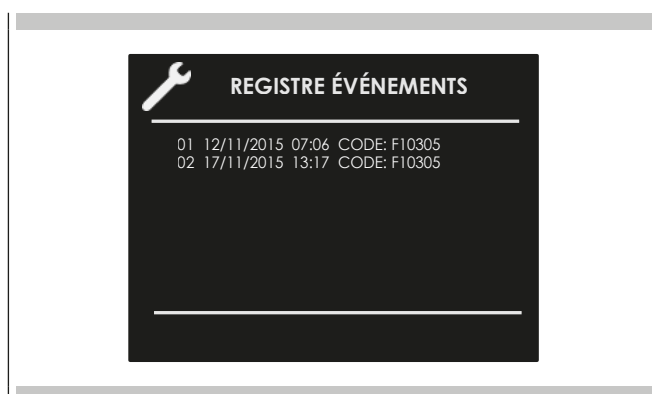 REGISTRE ÉVÉNEMENTS
01 12/11/2015 07:06 CODE: F10305
02 17/11/2015 13:17 CODE: F10305